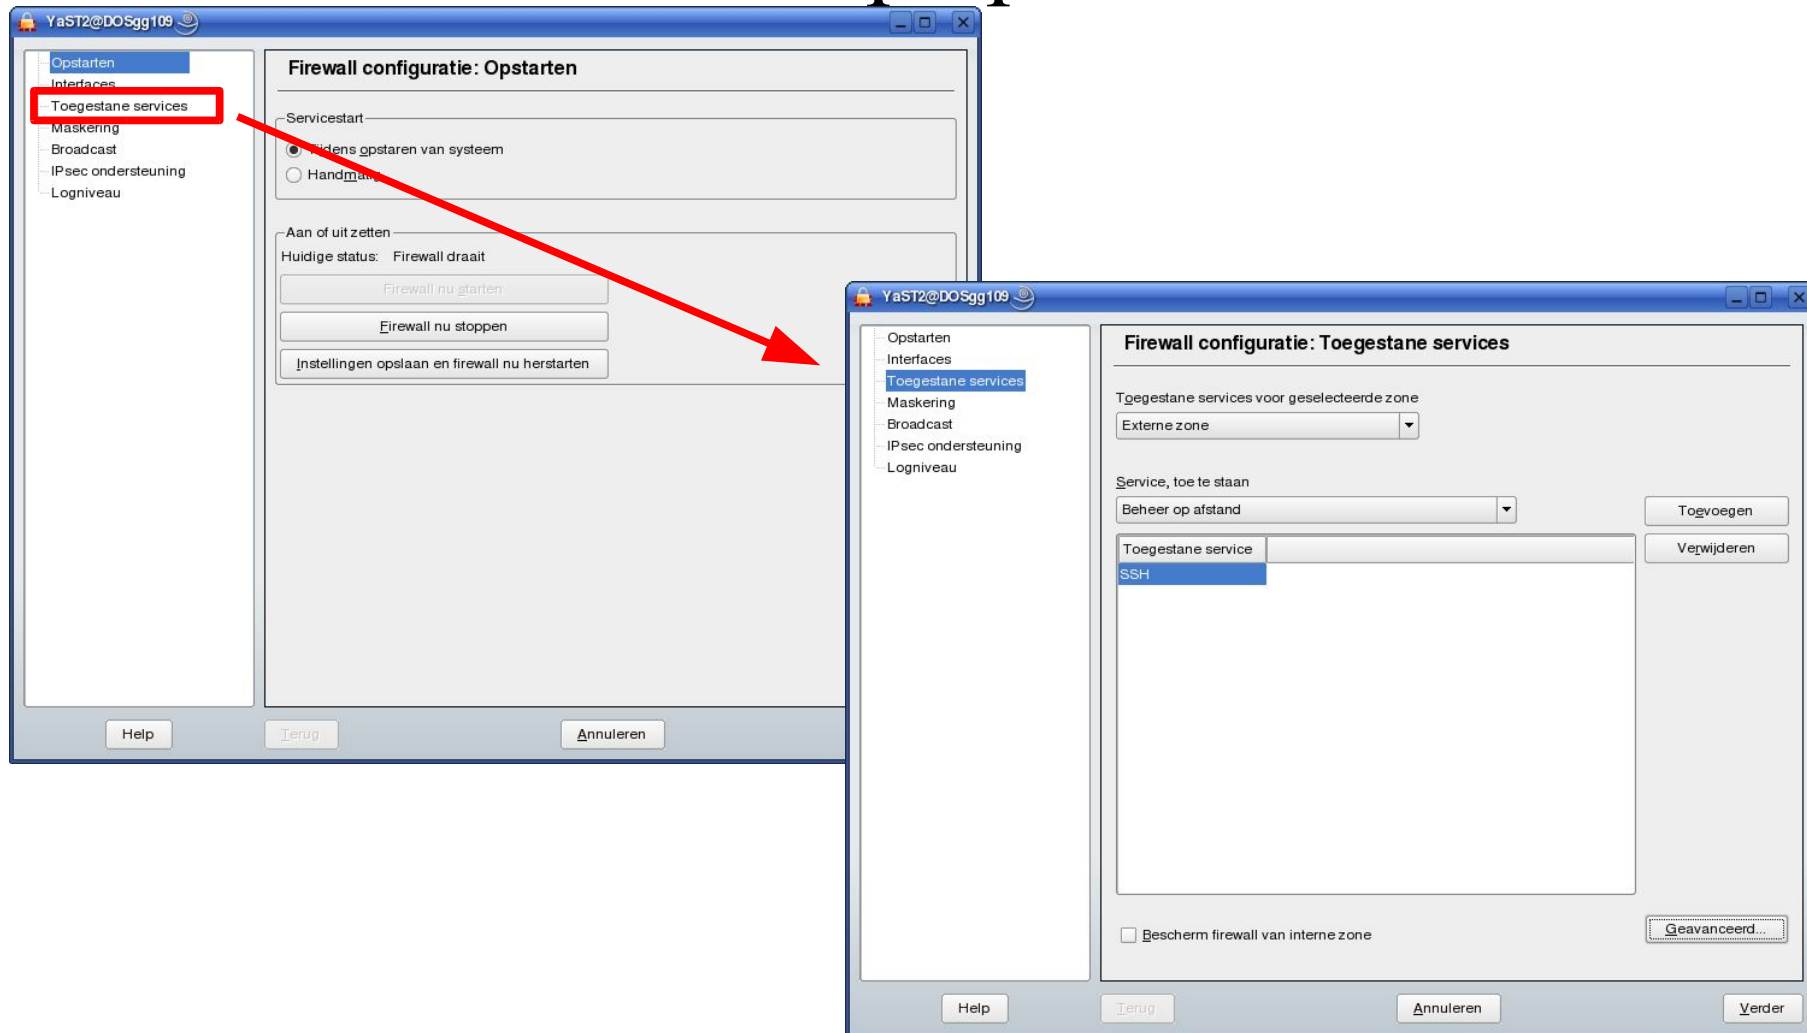 YaST2@DOSgg109
Opstarten
Interfaces
Toegestane services
Maskering
Broadcast
IPsec ondersteuning
Logniveau
Firewall configuratie: Opstarten
Servicestart
opstaren van systeem
Aan of uit zetten
Huidige status: Firewall draait
Firewall nu starten
Firewall nu stoppen
Instellingen opslaan en firewall nu herstarten
Help
Terug
Annuleren
YaST2@DOSgg109
Opstarten
Interfaces
Toegestane services
Maskering
Broadcast
IPsec ondersteuning
Logniveau
Firewall configuratie: Toegestane services
Toegestane services voor geselecteerde zone
Externe zone
Service, toe te staan
Beheer op afstand
Toevoegen
Toegestane service
Verwijderen
SSH
Bescherm firewall van interne zone
Geavanceerd...
Help
Terug
Annuleren
Verder